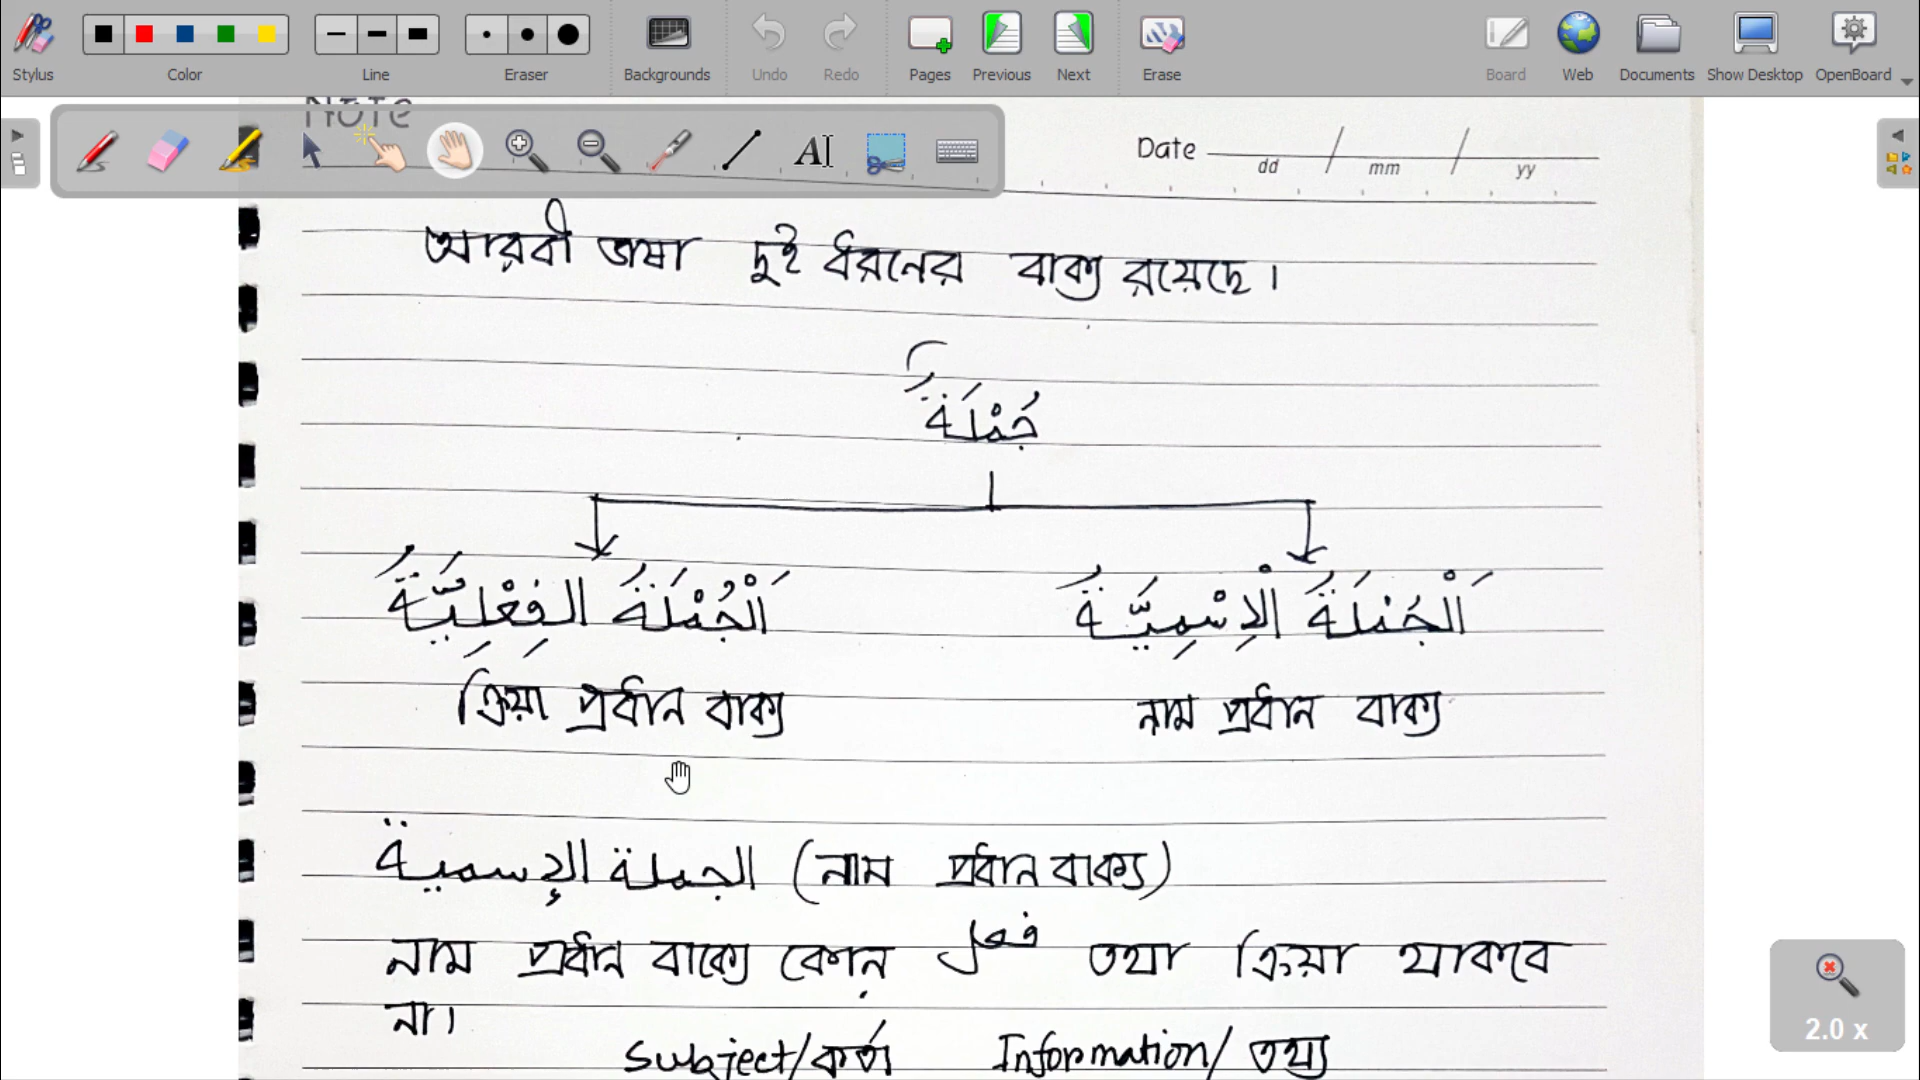 Stylus Color Line Eraser Backgrounds Undo Redo Pages Previous Next Erase Board Web Documents Show Desktop OpenBoard
Note
Date dd / mm / yy
আরবী ভাষা দুই ধরনের বাক্য রয়েছে।
جُمْلَةٌ
اَلْجُمْلَةُ الفِعْلِيَّةُ اَلْجُمْلَةُ الْاِسْمِيَّةُ
ক্রিয়া প্রধান বাক্য নাম প্রধান বাক্য
الجملة الإسمية (নাম প্রধান বাক্য)
নাম প্রধান বাক্যে কোন فعل তথা ক্রিয়া থাকবে
না।
Subject/কর্তা Information/তথ্য
2.0 x